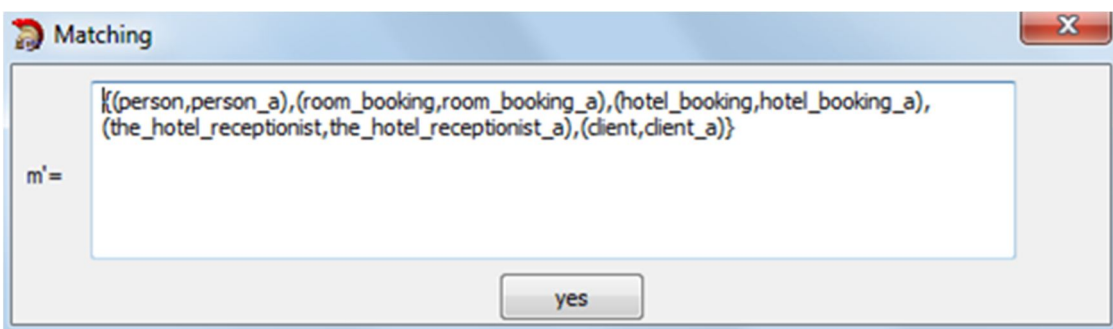 Matching
X
{(person,person_a),(room_booking,room_booking_a),(hotel_booking,hotel_booking_a),
(the_hotel_receptionist,the_hotel_receptionist_a),(client,client_a)}
m'=
yes